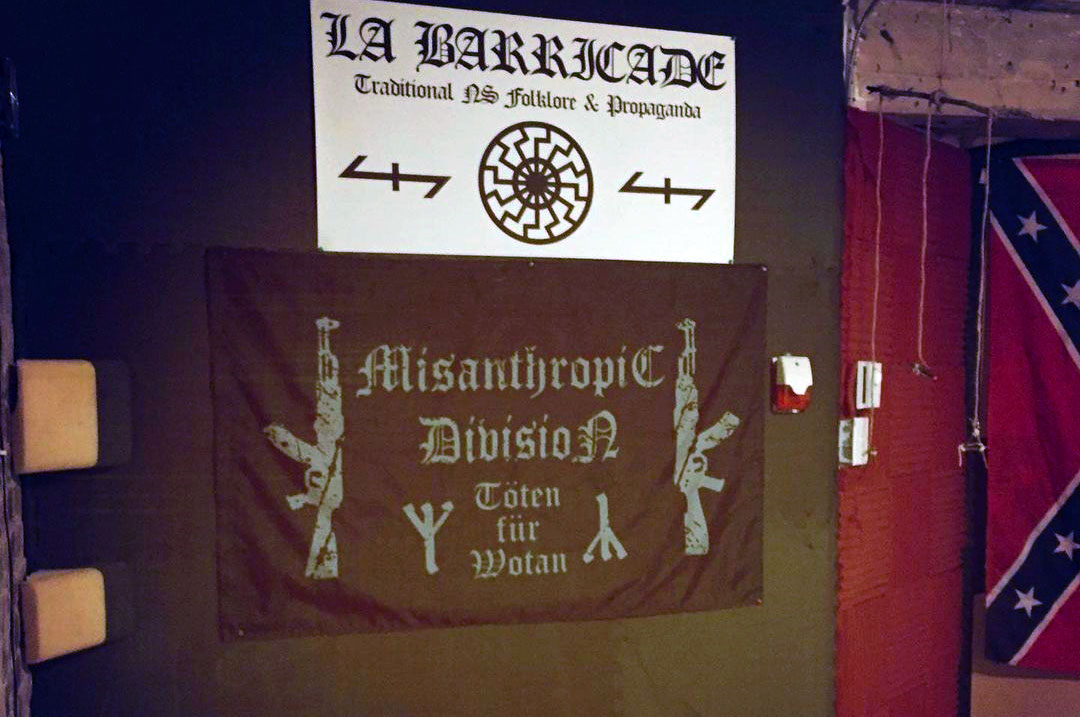 LA BARRICADE
Traditional NS Folklore & Propaganda
MisanthropiC
DivisioN
Töten
für
Wotan